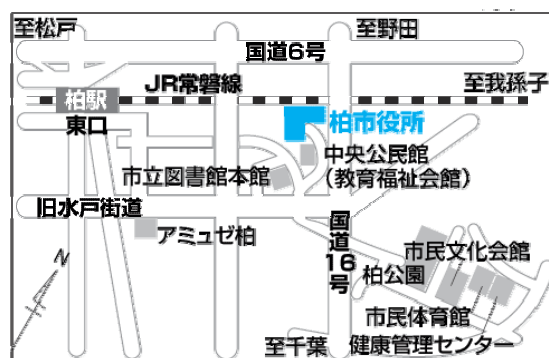 至松戸
至野田
国道6号
JR常磐線
至我孫子
柏駅
東口
柏市役所
中央公民館
(教育福祉会館)
市立図書館本館
旧水戸街道
アミュゼ柏
国道16号
市民文化会館
柏公園
市民体育館
至千葉
健康管理センター
N